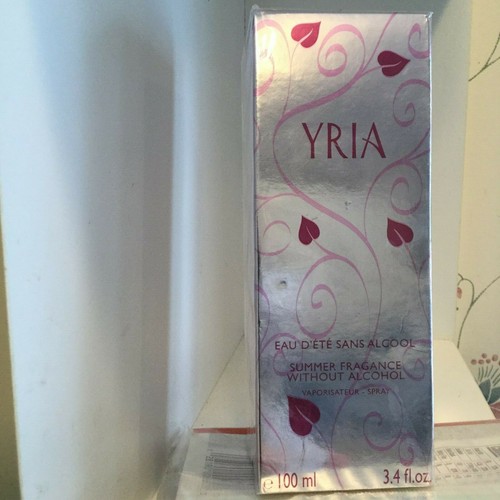 YRIA
EAU D'ÉTÉ SANS ALCOOL
SUMMER FRAGANCE
WITHOUT ALCOHOL
VAPORISATEUR - SPRAY
e 100 ml 3.4 fl.oz.